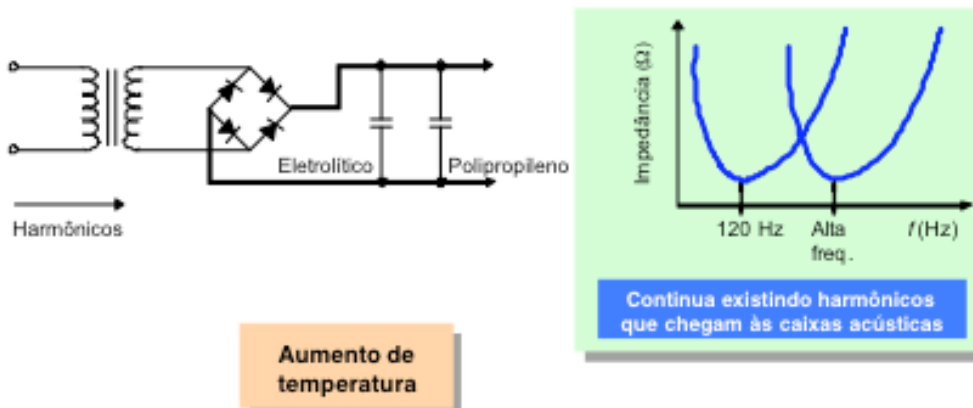 Eletrolítico
Polipropileno
Harmônicos
Impedância (Ω)
120 Hz
Alta
freq.
f (Hz)
Continua existindo harmônicos
que chegam às caixas acústicas
Aumento de
temperatura